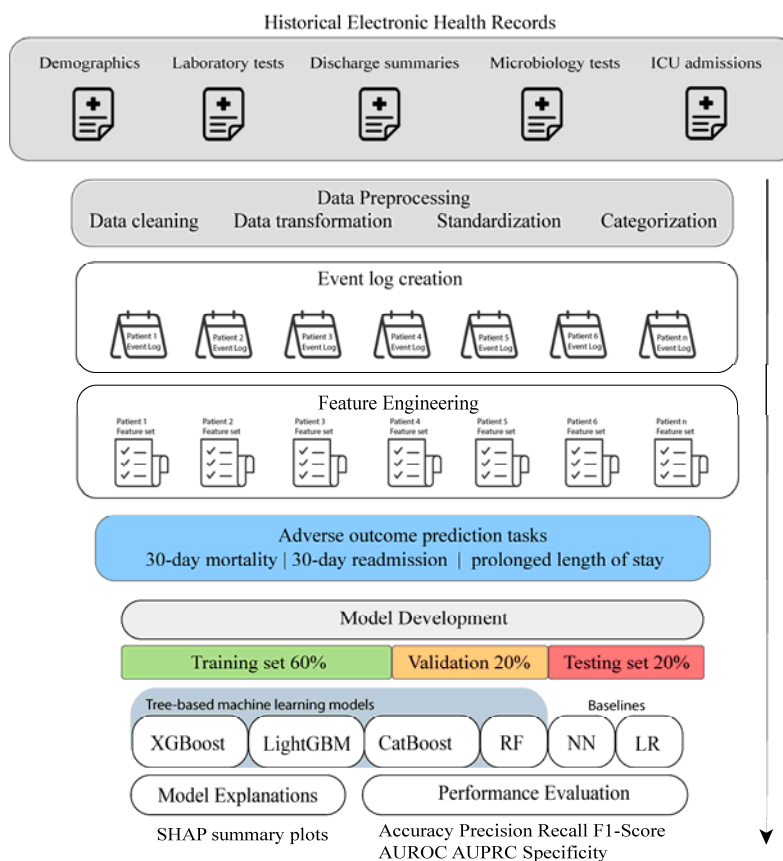 Historical Electronic Health Records
Demographics Laboratory tests Discharge summaries Microbiology tests ICU admissions
Data Preprocessing
Data cleaning Data transformation Standardization Categorization
Event log creation
Patient 1 Patient 2 Patient 3 Patient 4 Patient 5 Patient 6 Patient n
Event Log Event Log Event Log Event Log Event Log Event Log Event Log
Feature Engineering
Patient 1 Patient 2 Patient 3 Patient 4 Patient 5 Patient 6 Patient n
Feature set Feature set Feature set Feature set Feature set Feature set Feature set
Adverse outcome prediction tasks
30-day mortality | 30-day readmission | prolonged length of stay
Model Development
Training set 60% Validation 20% Testing set 20%
Tree-based machine learning models Baselines
XGBoost LightGBM CatBoost RF NN LR
Model Explanations Performance Evaluation
SHAP summary plots Accuracy Precision Recall F1-Score
AUROC AUPRC Specificity